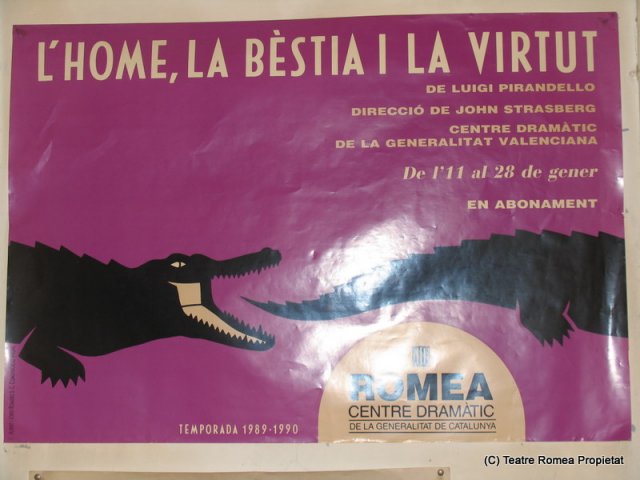 L'HOME, LA BÈSTIA I LA VIRTUT
DE LUIGI PIRANDELLO
DIRECCIÓ DE JOHN STRASBERG
CENTRE DRAMÀTIC
DE LA GENERALITAT VALENCIANA
De l'11 al 28 de gener
EN ABONAMENT
ROMEA
CENTRE DRAMÀTIC
DE LA GENERALITAT DE CATALUNYA
TEMPORADA 1989-1990
(C) Teatre Romea Propietat